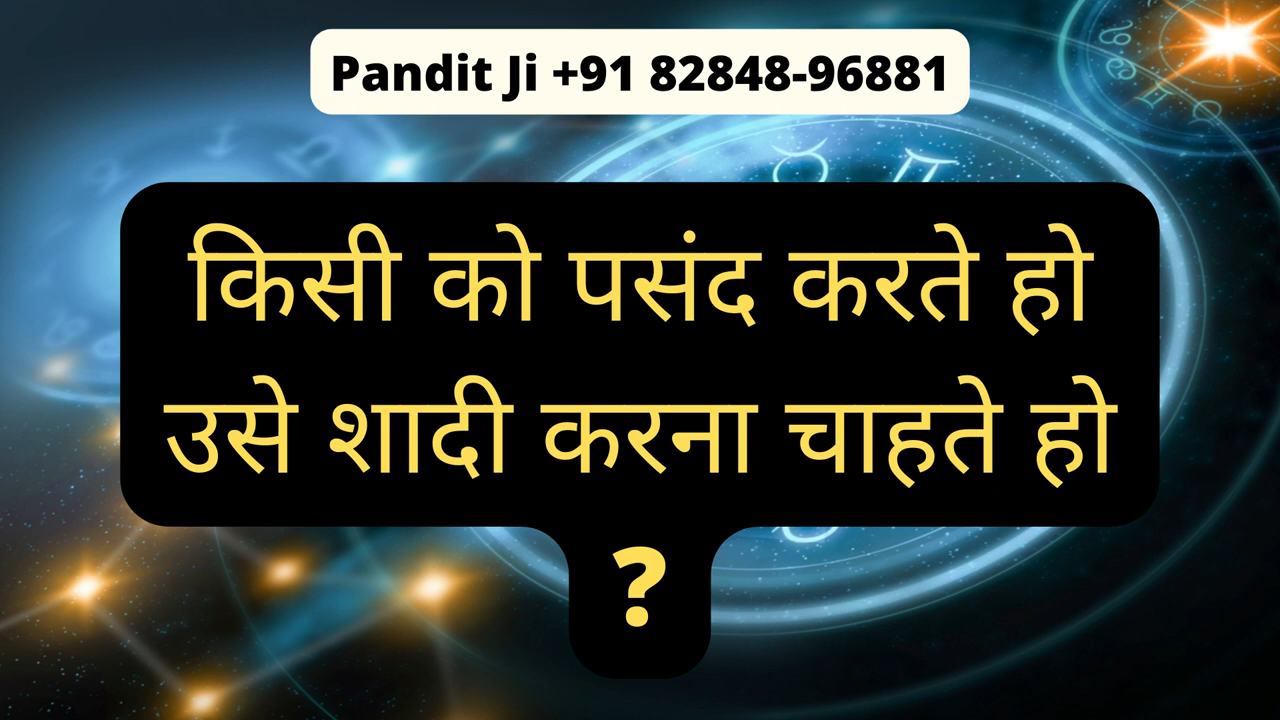 Pandit Ji +91 82848-96881
किसी को पसंद करते हो
उसे शादी करना चाहते हो
?